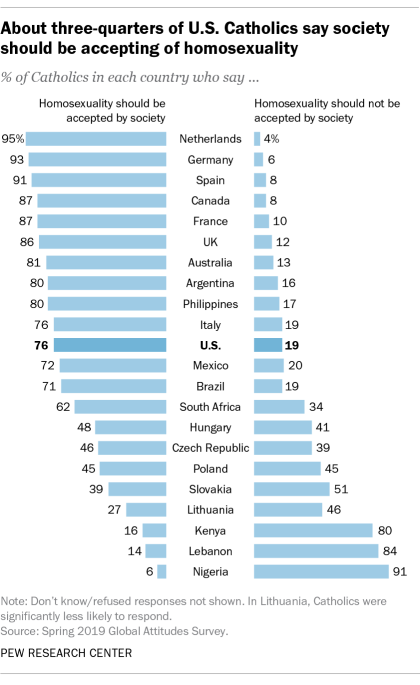 About three-quarters of U.S. Catholics say society
should be accepting of homosexuality
% of Catholics in each country who say ...
Homosexuality should be
accepted by society
Homosexuality should not be
accepted by society
95% Netherlands 4%
93 Germany 6
91 Spain 8
87 Canada 8
87 France 10
86 UK 12
81 Australia 13
80 Argentina 16
80 Philippines 17
76 Italy 19
76 U.S. 19
72 Mexico 20
71 Brazil 19
62 South Africa 34
48 Hungary 41
46 Czech Republic 39
45 Poland 45
39 Slovakia 51
27 Lithuania 46
16 Kenya 80
14 Lebanon 84
6 Nigeria 91
Note: Don’t know/refused responses not shown. In Lithuania, Catholics were
significantly less likely to respond.
Source: Spring 2019 Global Attitudes Survey.
PEW RESEARCH CENTER